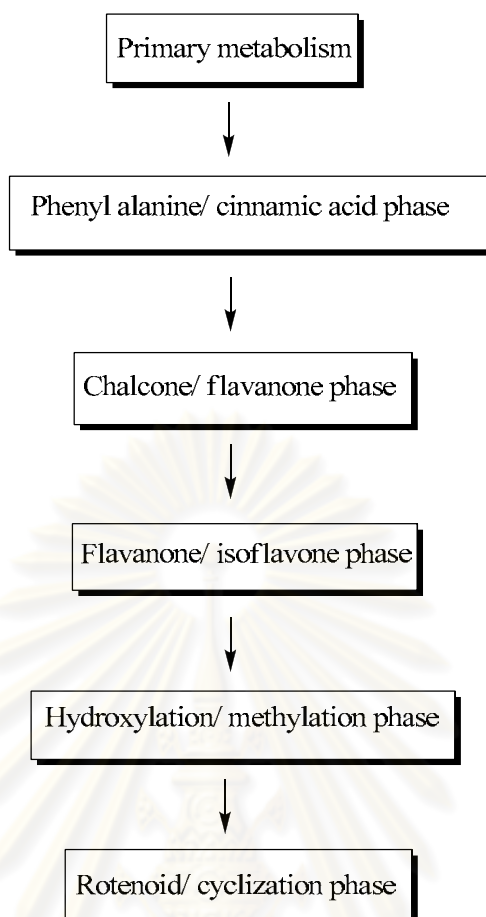 Primary metabolism
Phenyl alanine/ cinnamic acid phase
Chalcone/ flavanone phase
Flavanone/ isoflavone phase
Hydroxylation/ methylation phase
Rotenoid/ cyclization phase